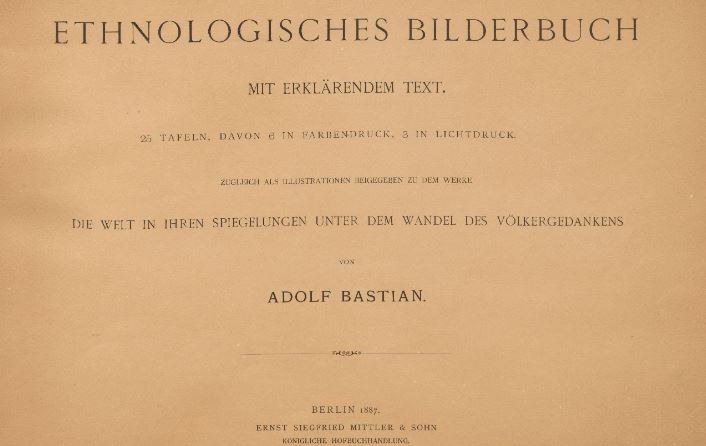 ETHNOLOGISCHES BILDERBUCH
MIT ERKLÄRENDEM TEXT.
25 TAFELN, DAVON 6 IN FARBENDRUCK, 3 IN LICHTDRUCK.
ZUGLEICH ALS ILLUSTRATIONEN BEIGEGEBEN ZU DEM WERKE
DIE WELT IN IHREN SPIEGELUNGEN UNTER DEM WANDEL DES VÖLKERGEDANKENS
VON
ADOLF BASTIAN.
BERLIN 1887.
ERNST SIEGFRIED MITTLER & SOHN
KÖNIGLICHE HOFBUCHHANDLUNG.